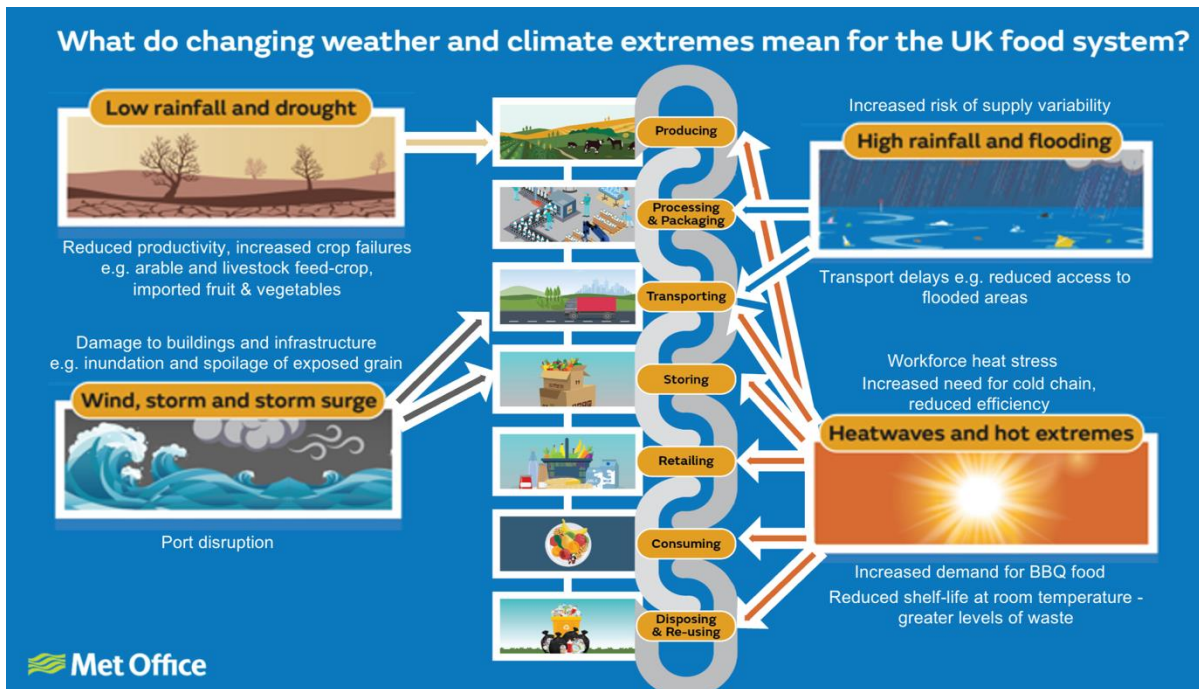 What do changing weather and climate extremes mean for the UK food system?
Low rainfall and drought
Reduced productivity, increased crop failures
e.g. arable and livestock feed-crop,
imported fruit & vegetables
Damage to buildings and infrastructure
e.g. inundation and spoilage of exposed grain
Wind, storm and storm surge
Port disruption
Producing
Processing
& Packaging
Transporting
Storing
Retailing
Consuming
Disposing
& Re-using
Increased risk of supply variability
High rainfall and flooding
Transport delays e.g. reduced access to
flooded areas
Workforce heat stress
Increased need for cold chain,
reduced efficiency
Heatwaves and hot extremes
Increased demand for BBQ food
Reduced shelf-life at room temperature -
greater levels of waste
Met Office